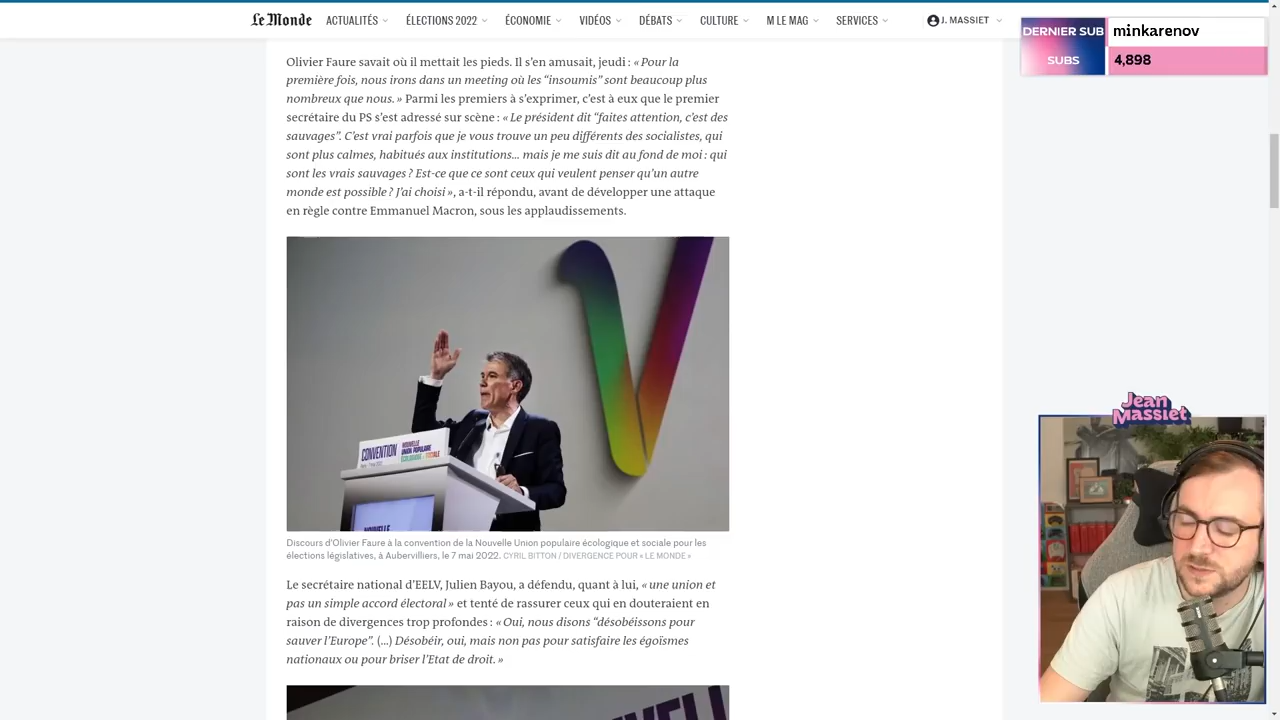 Le Monde ACTUALITÉS ÉLECTIONS 2022 ÉCONOMIE VIDÉOS DÉBATS CULTURE M LE MAG SERVICES J. MASSIET
DERNIER SUB minkarenov
SUBS 4,898
Olivier Faure savait où il mettait les pieds. Il s’en amusait, jeudi : « Pour la
première fois, nous irons dans un meeting où les “insoumis” sont beaucoup plus
nombreux que nous. » Parmi les premiers à s’exprimer, c’est à eux que le premier
secrétaire du PS s’est adressé sur scène : « Le président dit “faites attention, c’est des
sauvages”. C’est vrai parfois que je vous trouve un peu différents des socialistes, qui
sont plus calmes, habitués aux institutions… mais je me suis dit au fond de moi : qui
sont les vrais sauvages ? Est-ce que ce sont ceux qui veulent penser qu’un autre
monde est possible ? J’ai choisi », a-t-il répondu, avant de développer une attaque
en règle contre Emmanuel Macron, sous les applaudissements.
CONVENTION NOUVELLE
UNION POPULAIRE
ÉCOLOGIQUE & SOCIALE
NOUVELLE
Discours d’Olivier Faure à la convention de la Nouvelle Union populaire écologique et sociale pour les
élections législatives, à Aubervilliers, le 7 mai 2022. CYRIL BITTON / DIVERGENCE POUR « LE MONDE »
Jean
Massiet
Le secrétaire national d’EELV, Julien Bayou, a défendu, quant à lui, « une union et
pas un simple accord électoral » et tenté de rassurer ceux qui en douteraient en
raison de divergences trop profondes : « Oui, nous disons “désobéissons pour
sauver l’Europe”. (…) Désobéir, oui, mais non pas pour satisfaire les égoïsmes
nationaux ou pour briser l’Etat de droit. »